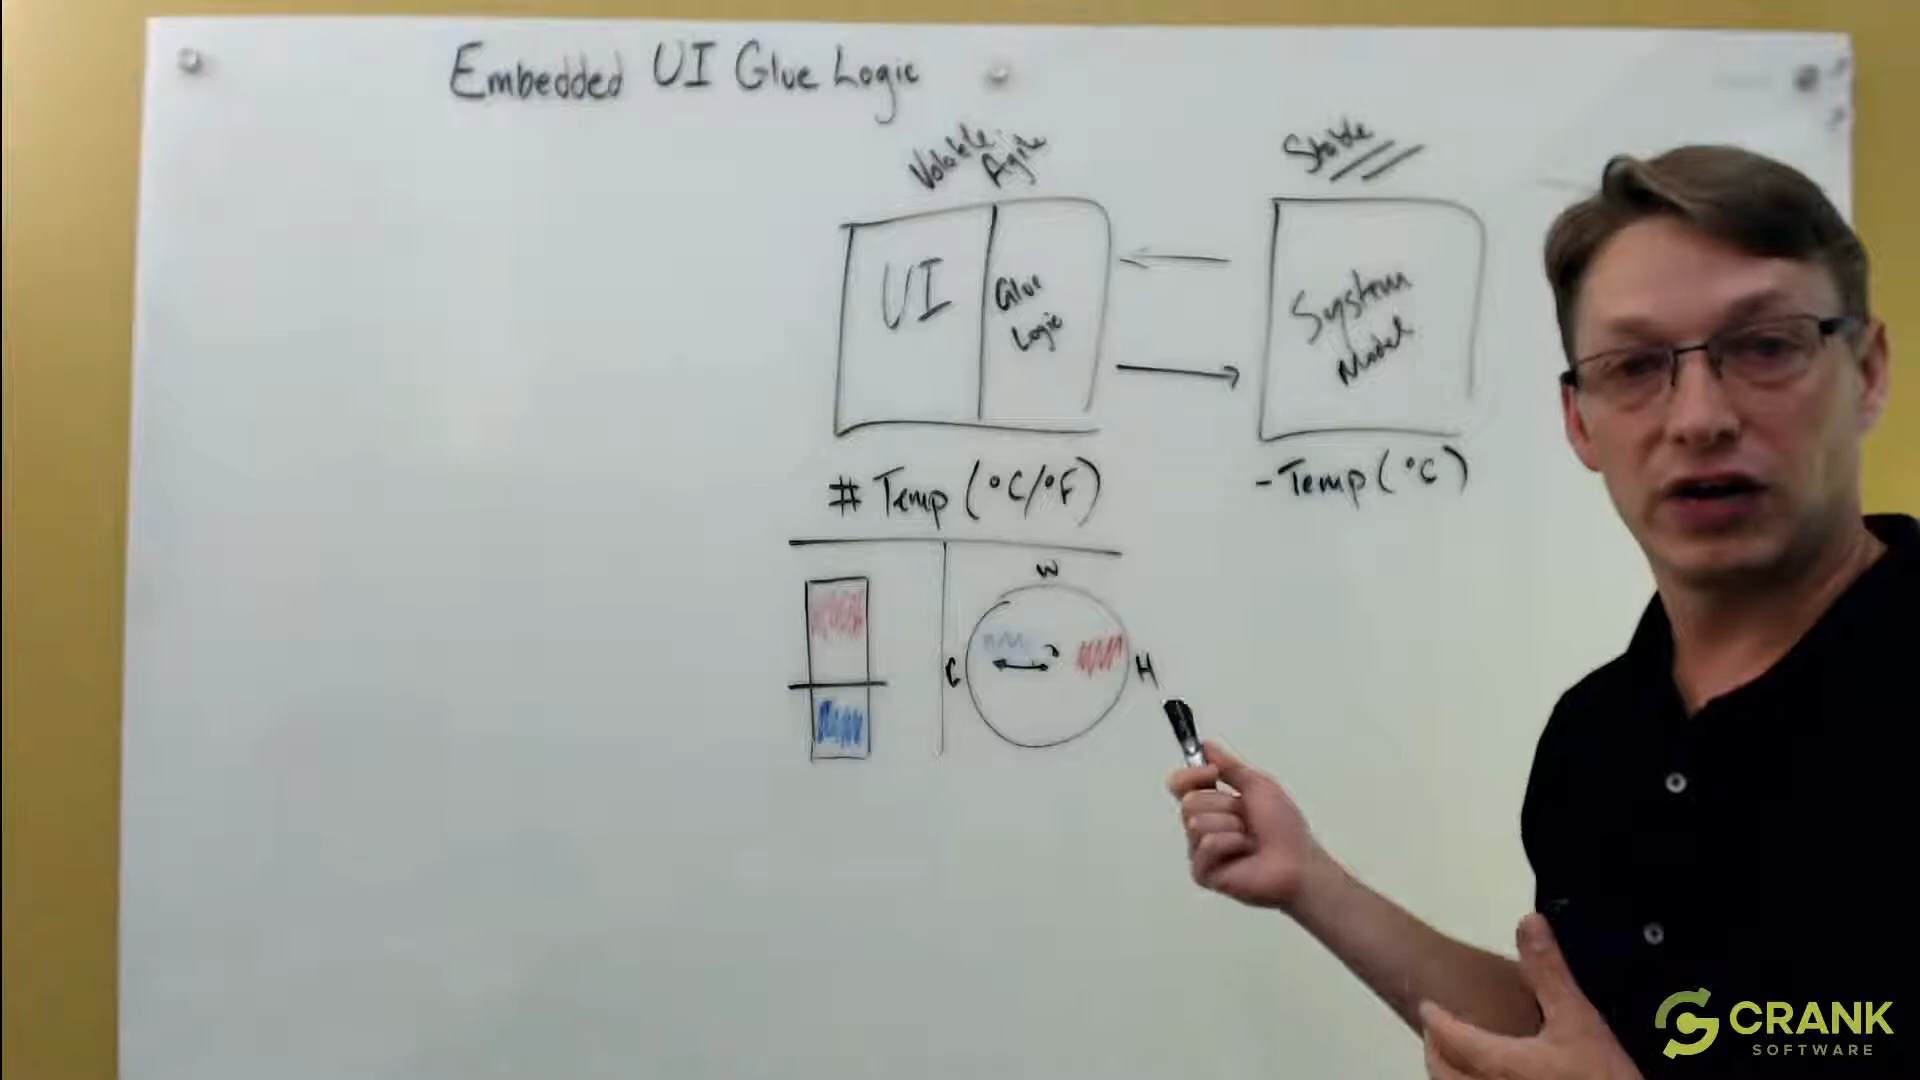 Embedded UI Glue Logic
Volatile
Agile
Stable
UI
Glue
Logic
System
Model
# Temp (°C/°F)
-Temp (°C)
W
C
H
CRANK
SOFTWARE